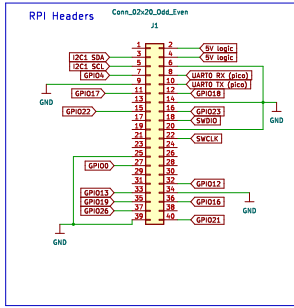 RPI Headers
Conn_02x20_Odd_Even
J1
1 2 5V logic
I2C1 SDA 3 4 5V logic
I2C1 SCL 5 6
GPIO4 7 8 UART0 RX (pico)
9 10 UART0 TX (pico)
GPIO17 11 12 GPIO18
GND 13 14 GND
GPIO22 15 16 GPIO23
17 18 SWDIO
19 20
21 22 SWCLK
23 24
25 26
GPIO0 27 28
29 30
31 32 GPIO12
GPIO13 33 34
GPIO19 35 36 GPIO16
GPIO26 37 38 GND
GND 39 40 GPIO21